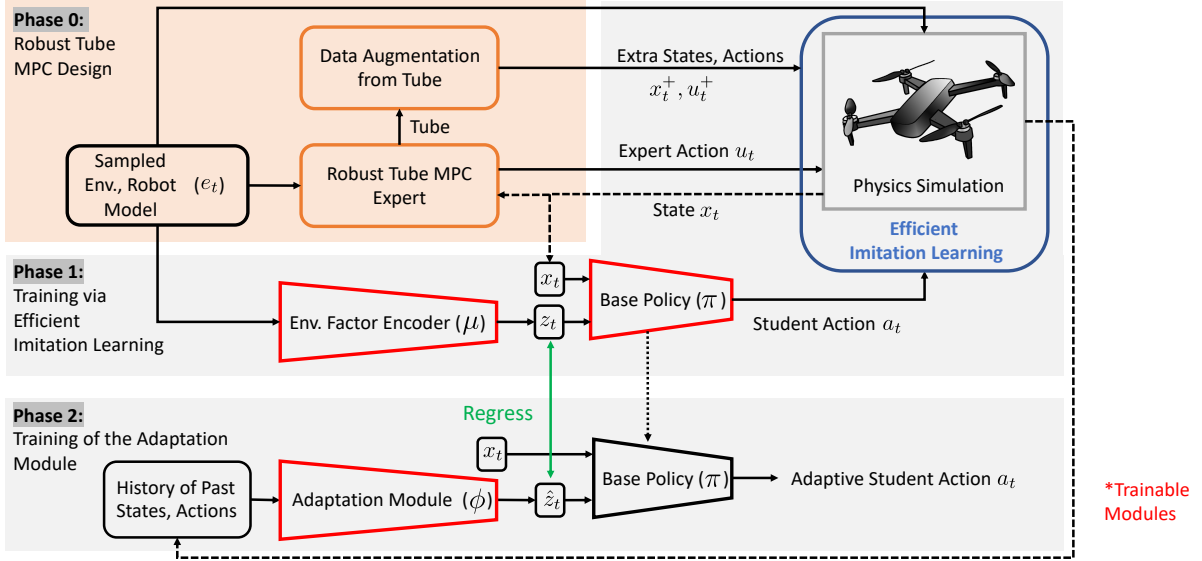 Phase 0:
Robust Tube
MPC Design
Data Augmentation
from Tube
Extra States, Actions
x_t^+, u_t^+
Tube
Sampled
Env., Robot (e_t)
Model
Robust Tube MPC
Expert
Expert Action u_t
State x_t
Physics Simulation
Efficient
Imitation Learning
Phase 1:
Training via
Efficient
Imitation Learning
Env. Factor Encoder (μ)
x_t
z_t
Base Policy (π)
Student Action a_t
Regress
Phase 2:
Training of the Adaptation
Module
History of Past
States, Actions
Adaptation Module (ϕ)
x_t
ẑ_t
Base Policy (π)
Adaptive Student Action a_t
*Trainable
Modules